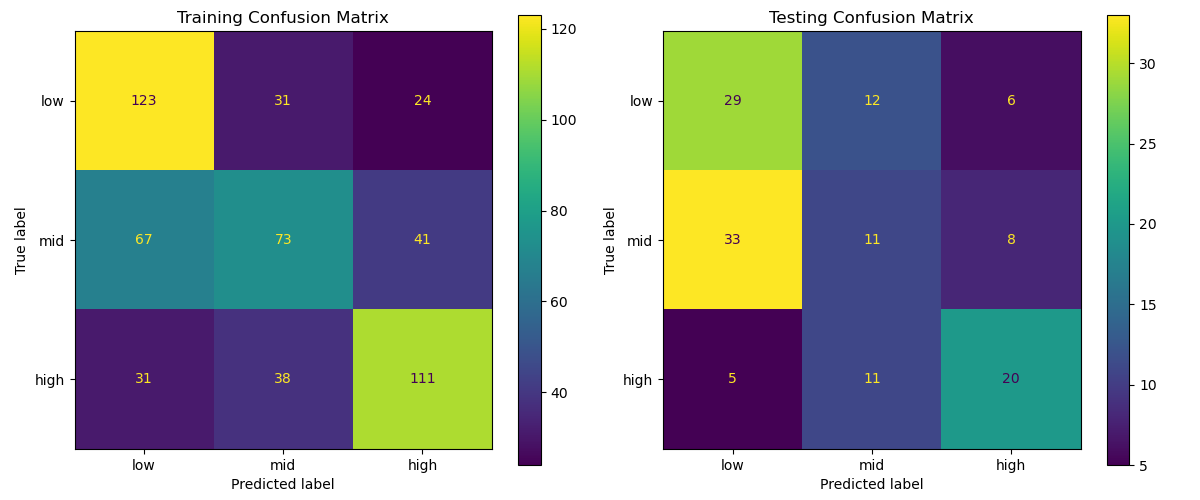 Training Confusion Matrix
True label
low
mid
high
123 31 24
67 73 41
31 38 111
low mid high
Predicted label
120
100
80
60
40
Testing Confusion Matrix
True label
low
mid
high
29 12 6
33 11 8
5 11 20
low mid high
Predicted label
30
25
20
15
10
5